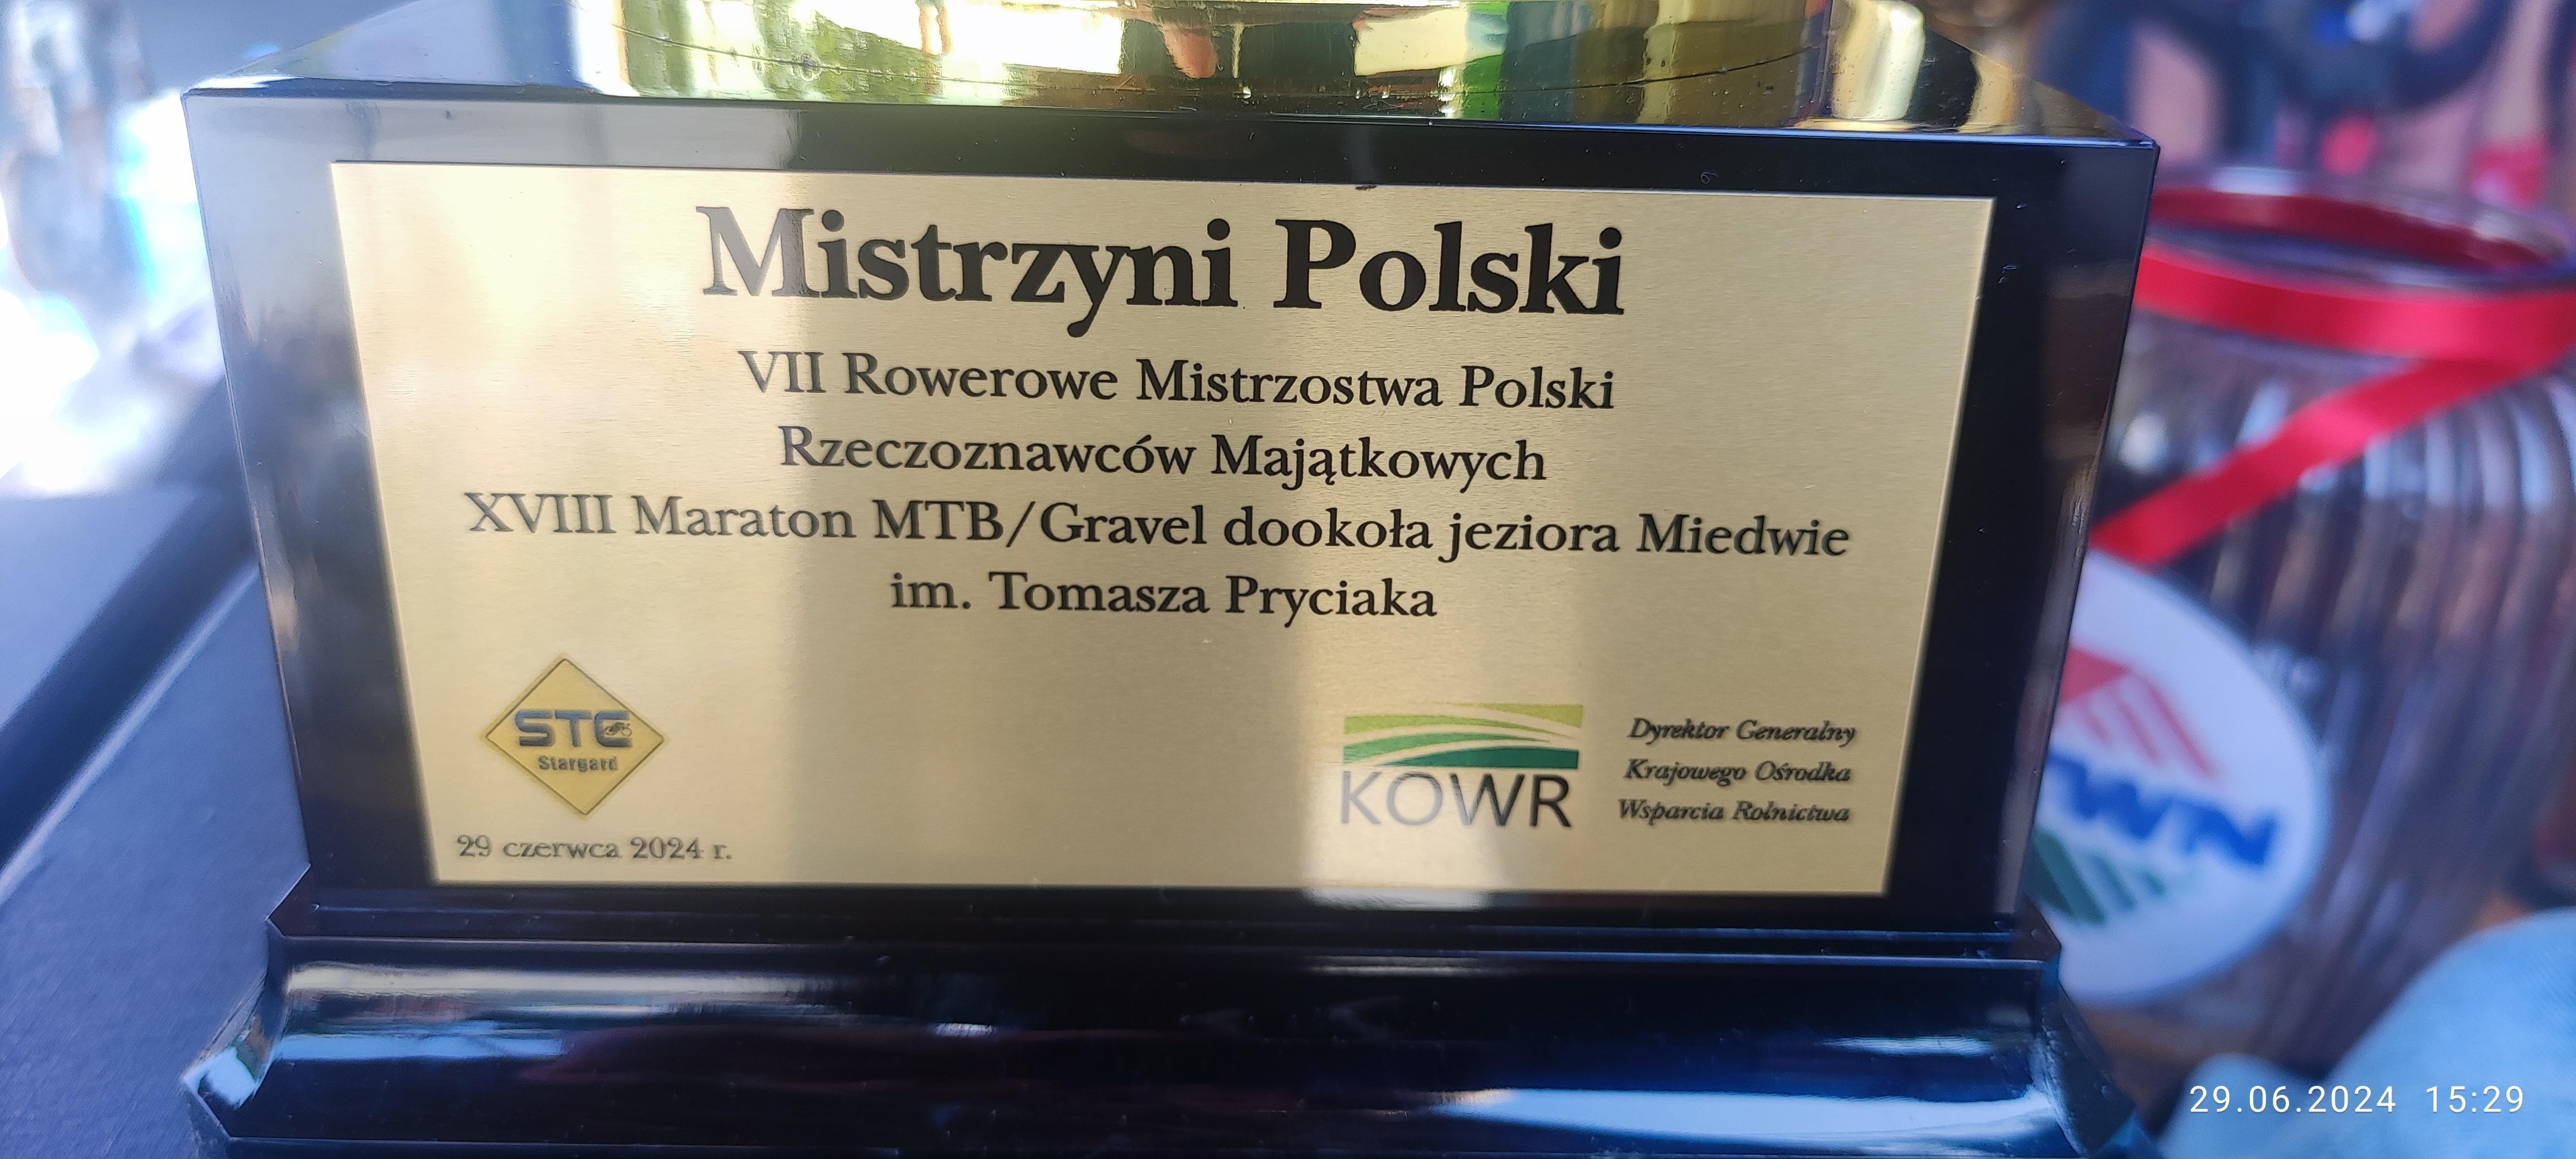 Mistrzyni Polski
VII Rowerowe Mistrzostwa Polski
Rzeczoznawców Majątkowych
XVIII Maraton MTB/Gravel dookoła jeziora Miedwie
im. Tomasza Pryciaka
STC
Stargard
29 czerwca 2024 r.
KOWR
Dyrektor Generalny
Krajowego Ośrodka
Wsparcia Rolnictwa
29.06.2024 15:29